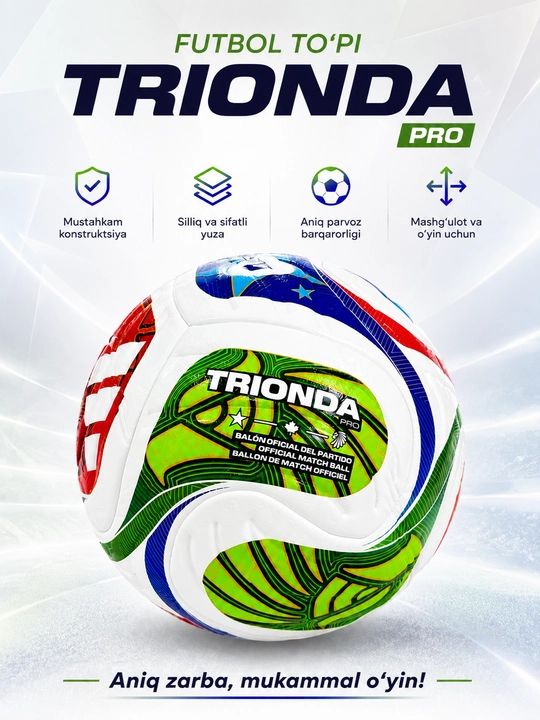 FUTBOL TO‘PI
TRIONDA
PRO
Mustahkam
konstruktsiya
Silliq va sifatli
yuza
Aniq parvoz
barqarorligi
Mashg‘ulot va
o‘yin uchun
TRIONDA
PRO
BALÓN OFICIAL DEL PARTIDO
OFFICIAL MATCH BALL
BALLON DE MATCH OFFICIEL
Aniq zarba, mukammal o‘yin!